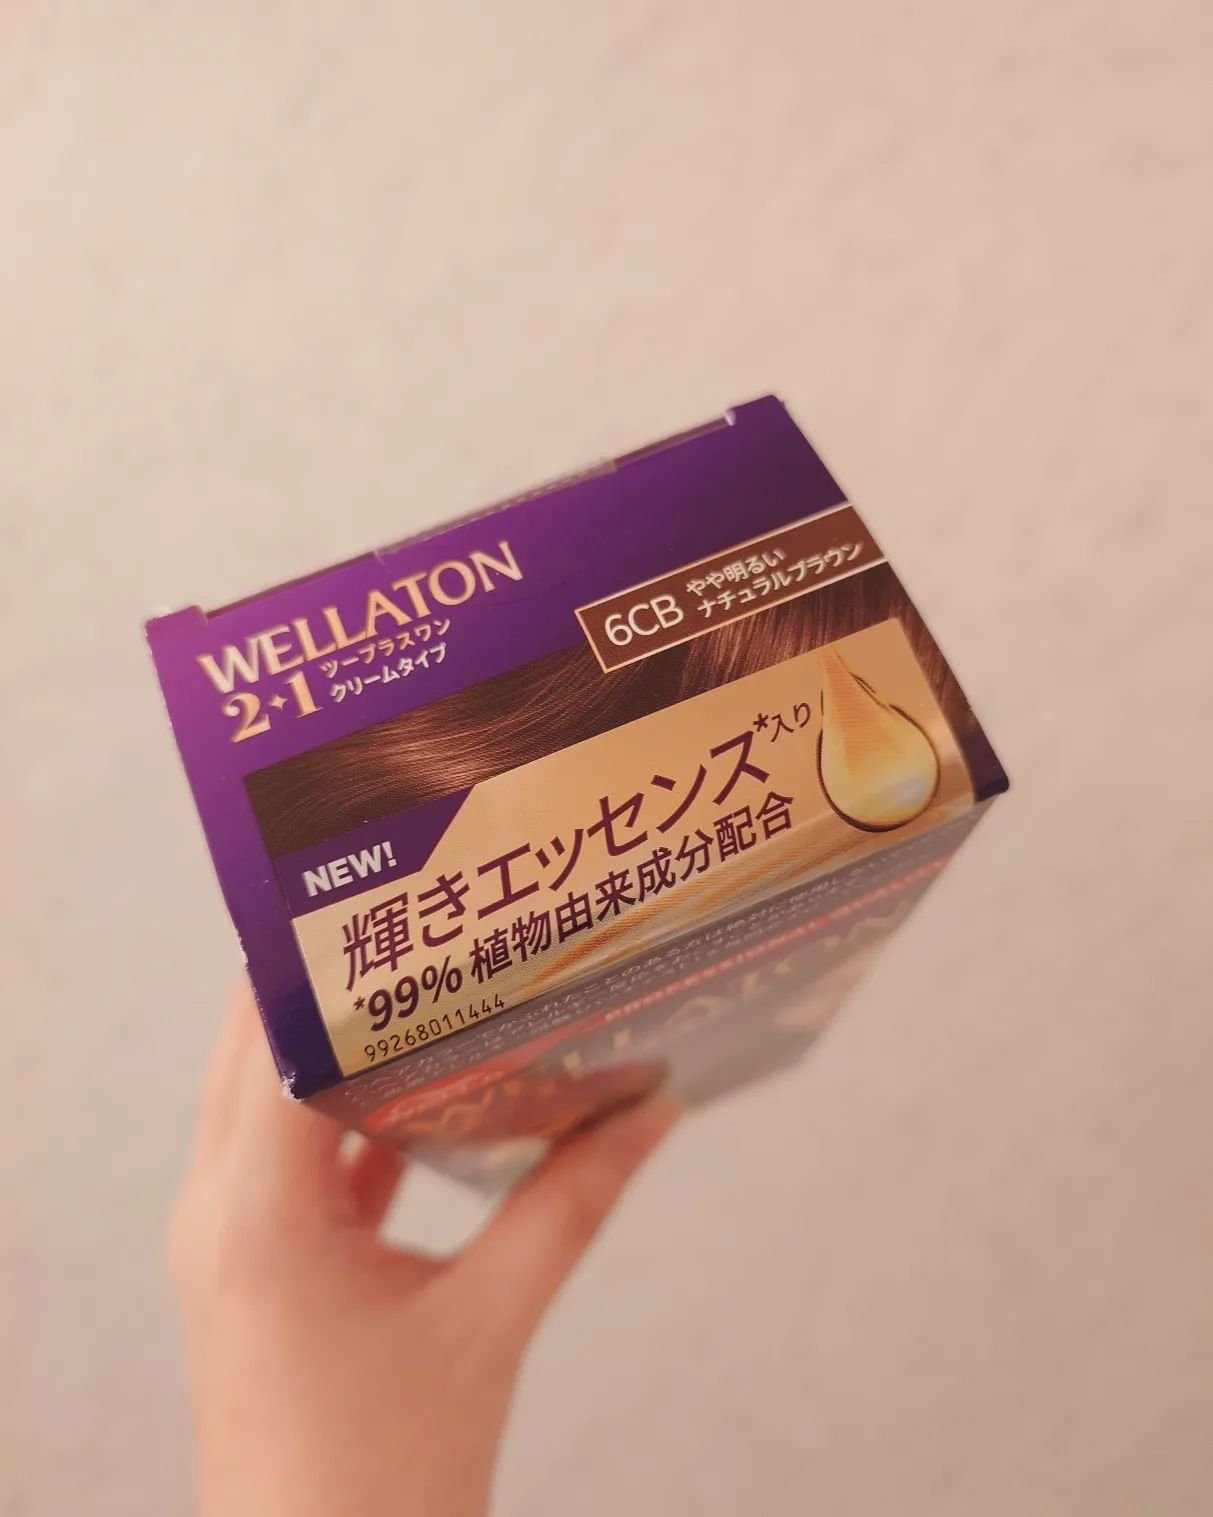 WELLATON
2+1 ツープラスワン
クリームタイプ
6CB やや明るい
ナチュラルブラウン
NEW!
輝きエッセンス*入り
*99% 植物由来成分配合
99268011444